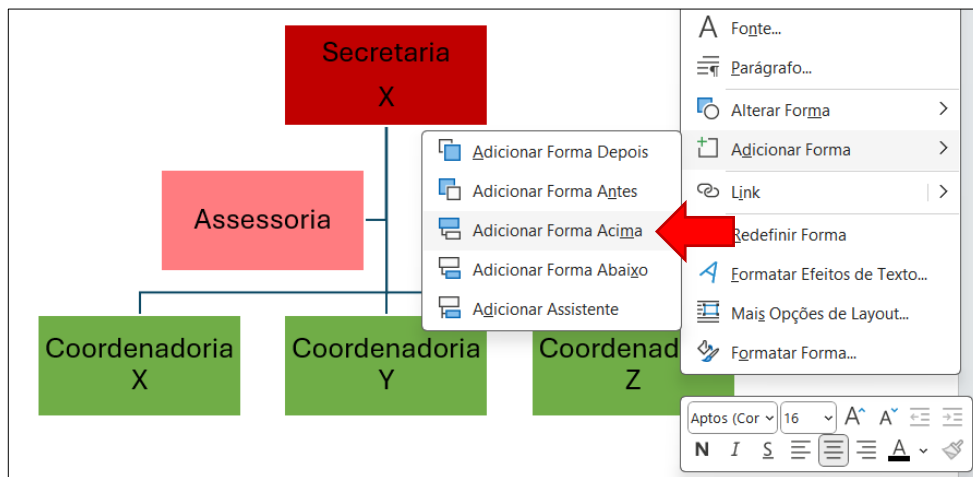 Secretaria
X
Assessoria
Coordenadoria
X
Coordenadoria
Y
Coordenad
Z
Adicionar Forma Depois
Adicionar Forma Antes
Adicionar Forma Acima
Adicionar Forma Abaixo
Adicionar Assistente
Fonte...
Parágrafo...
Alterar Forma
Adicionar Forma
Link
Redefinir Forma
Formatar Efeitos de Texto...
Mais Opções de Layout...
Formatar Forma...
Aptos (Cor 16 A^ Aˇ
N I S A